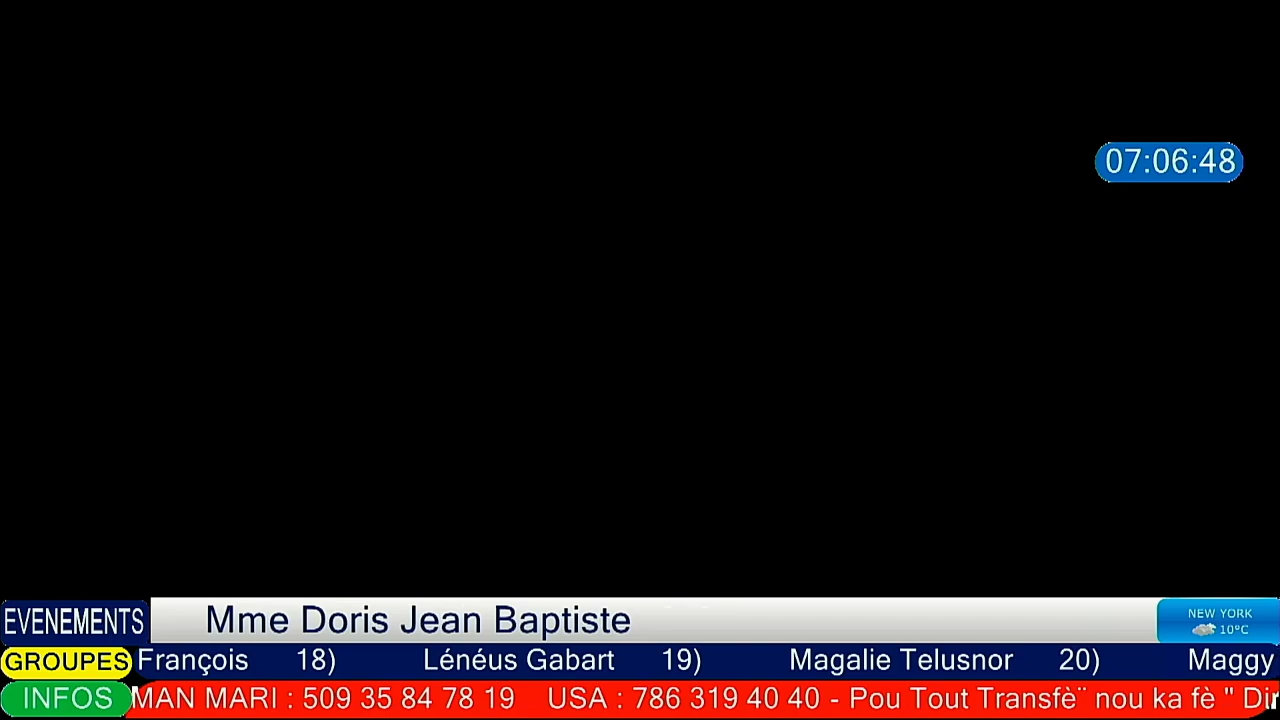 07:06:48
EVENEMENTS Mme Doris Jean Baptiste
NEW YORK
10°C
GROUPES François 18) Lénéus Gabart 19) Magalie Telusnor 20) Maggy
INFOS MAN MARI : 509 35 84 78 19 USA : 786 319 40 40 - Pou Tout Transfè¨ nou ka fè " Dir